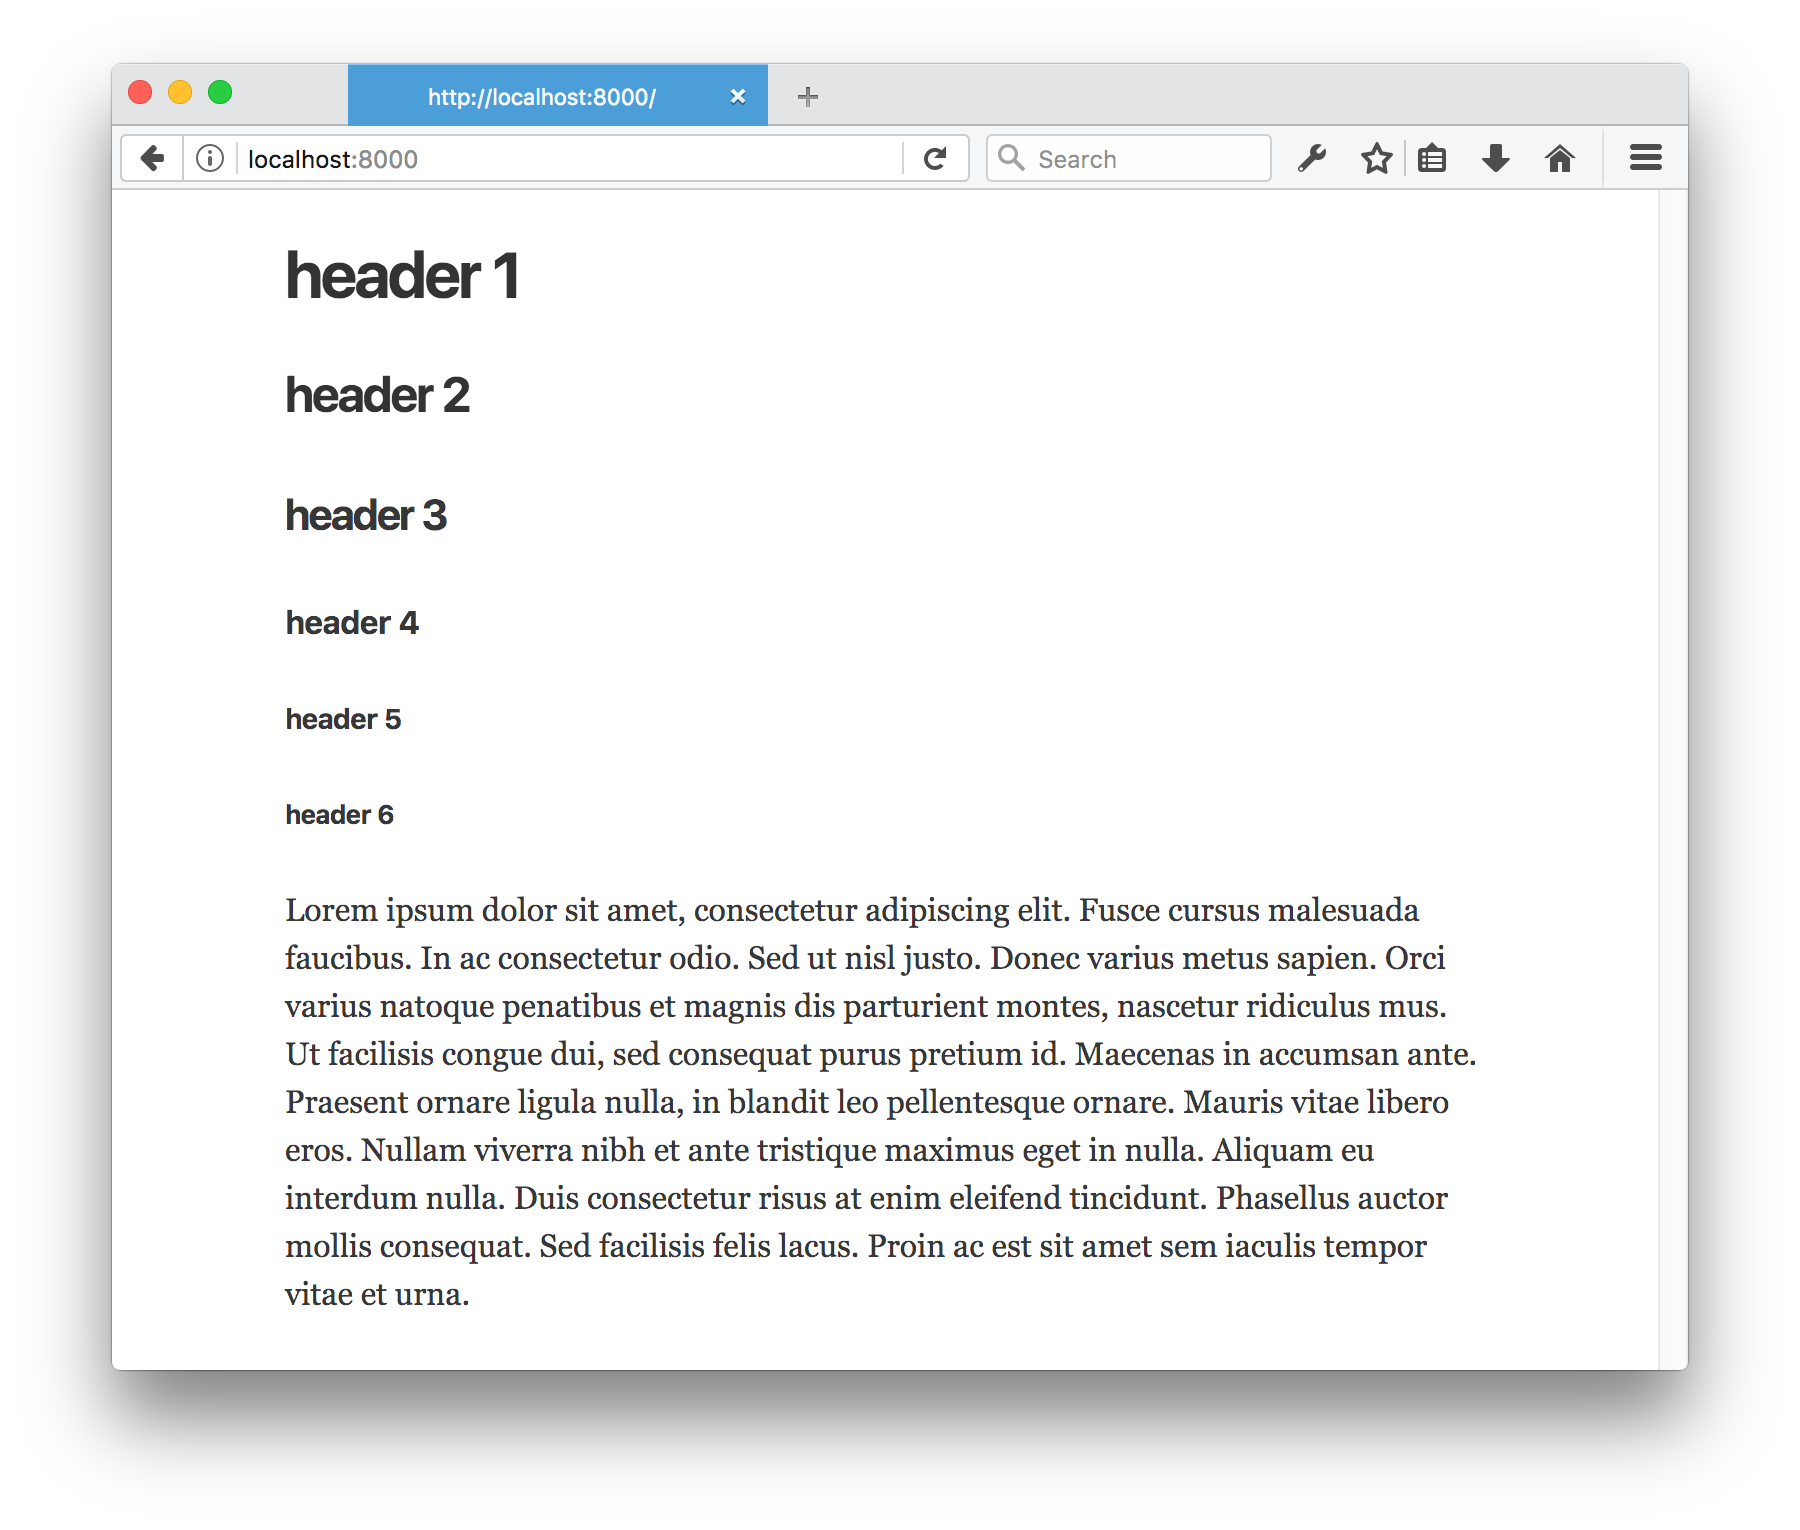 http://localhost:8000/
localhost:8000
Search
header 1
header 2
header 3
header 4
header 5
header 6
Lorem ipsum dolor sit amet, consectetur adipiscing elit. Fusce cursus malesuada
faucibus. In ac consectetur odio. Sed ut nisl justo. Donec varius metus sapien. Orci
varius natoque penatibus et magnis dis parturient montes, nascetur ridiculus mus.
Ut facilisis congue dui, sed consequat purus pretium id. Maecenas in accumsan ante.
Praesent ornare ligula nulla, in blandit leo pellentesque ornare. Mauris vitae libero
eros. Nullam viverra nibh et ante tristique maximus eget in nulla. Aliquam eu
interdum nulla. Duis consectetur risus at enim eleifend tincidunt. Phasellus auctor
mollis consequat. Sed facilisis felis lacus. Proin ac est sit amet sem iaculis tempor
vitae et urna.